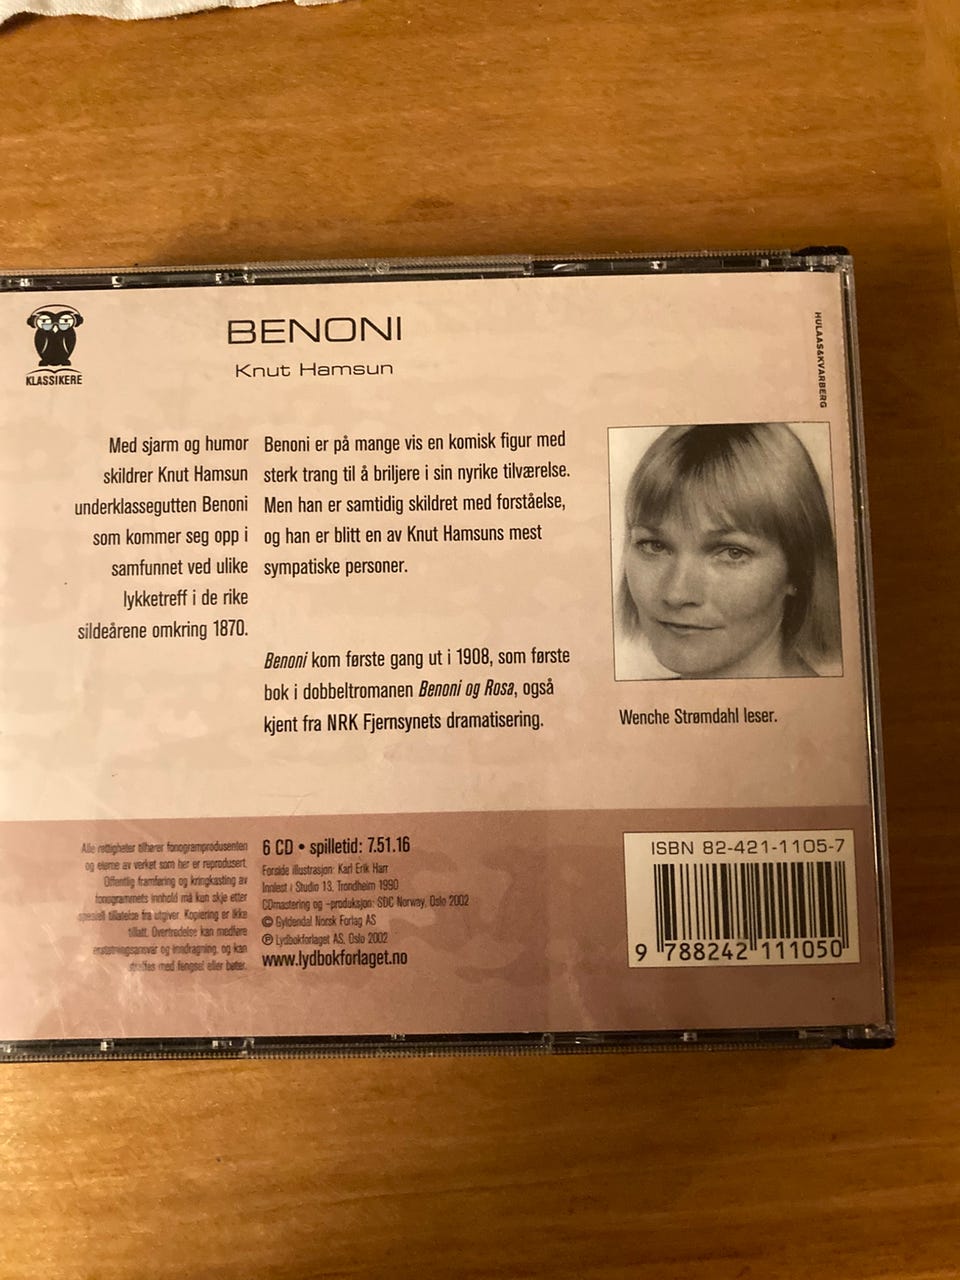 KLASSIKERE
BENONI
Knut Hamsun
HULAAS&KVARBERG
Med sjarm og humor
skildrer Knut Hamsun
underklassegutten Benoni
som kommer seg opp i
samfunnet ved ulike
lykketreff i de rike
sildeårene omkring 1870.
Benoni er på mange vis en komisk figur med
sterk trang til å briljere i sin nyrike tilværelse.
Men han er samtidig skildret med forståelse,
og han er blitt en av Knut Hamsuns mest
sympatiske personer.
Benoni kom første gang ut i 1908, som første
bok i dobbeltromanen Benoni og Rosa, også
kjent fra NRK Fjernsynets dramatisering.
Wenche Strømdahl leser.
Alle rettigheter tilhører fonogramprodusenten
og eierne av verket som her er reprodusert.
Offentlig framføring og kringkasting av
fonogrammets innhold må kun skje etter
spesiell tillatelse fra utgiver. Kopiering er ikke
tillatt. Overtredelse kan medføre
erstatningsansvar og inndragning, og kan
straffes med fengsel eller bøter.
6 CD • spilletid: 7.51.16
Forside illustrasjon: Karl Erik Harr
Innlest i Studio 13, Trondheim 1990
CDmastering og -produksjon: SDC Norway, Oslo 2002
© Gyldendal Norsk Forlag AS
℗ Lydbokforlaget AS, Oslo 2002
www.lydbokforlaget.no
ISBN 82-421-1105-7
9 788242 111050